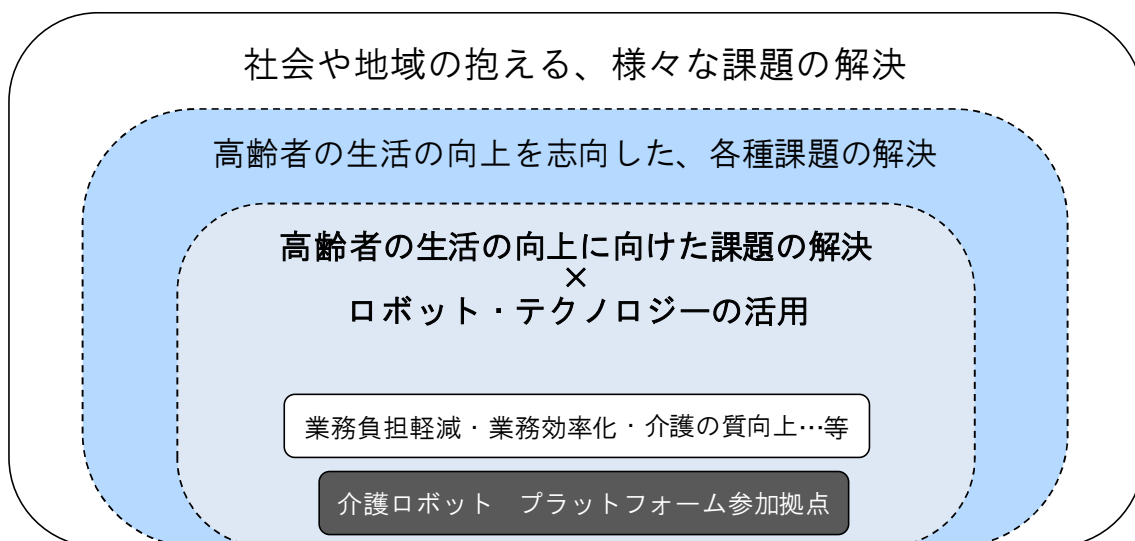 社会や地域の抱える、様々な課題の解決
高齢者の生活の向上を志向した、各種課題の解決
高齢者の生活の向上に向けた課題の解決
×
ロボット・テクノロジーの活用
業務負担軽減・業務効率化・介護の質向上…等
介護ロボット　プラットフォーム参加拠点